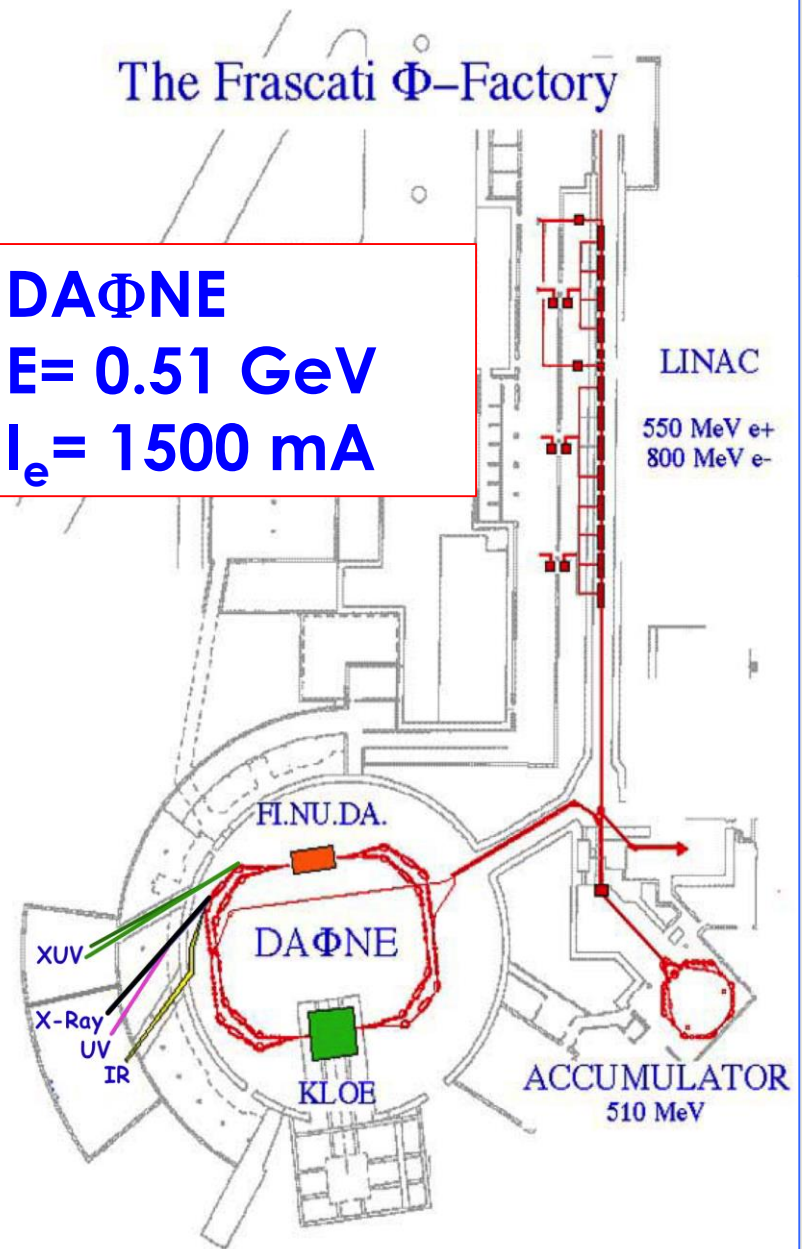 The Frascati Φ–Factory
DAΦNE
E= 0.51 GeV
Ie= 1500 mA
LINAC
550 MeV e+
800 MeV e-
FI.NU.DA.
DAΦNE
XUV
X-Ray
UV
IR
KLOE
ACCUMULATOR
510 MeV